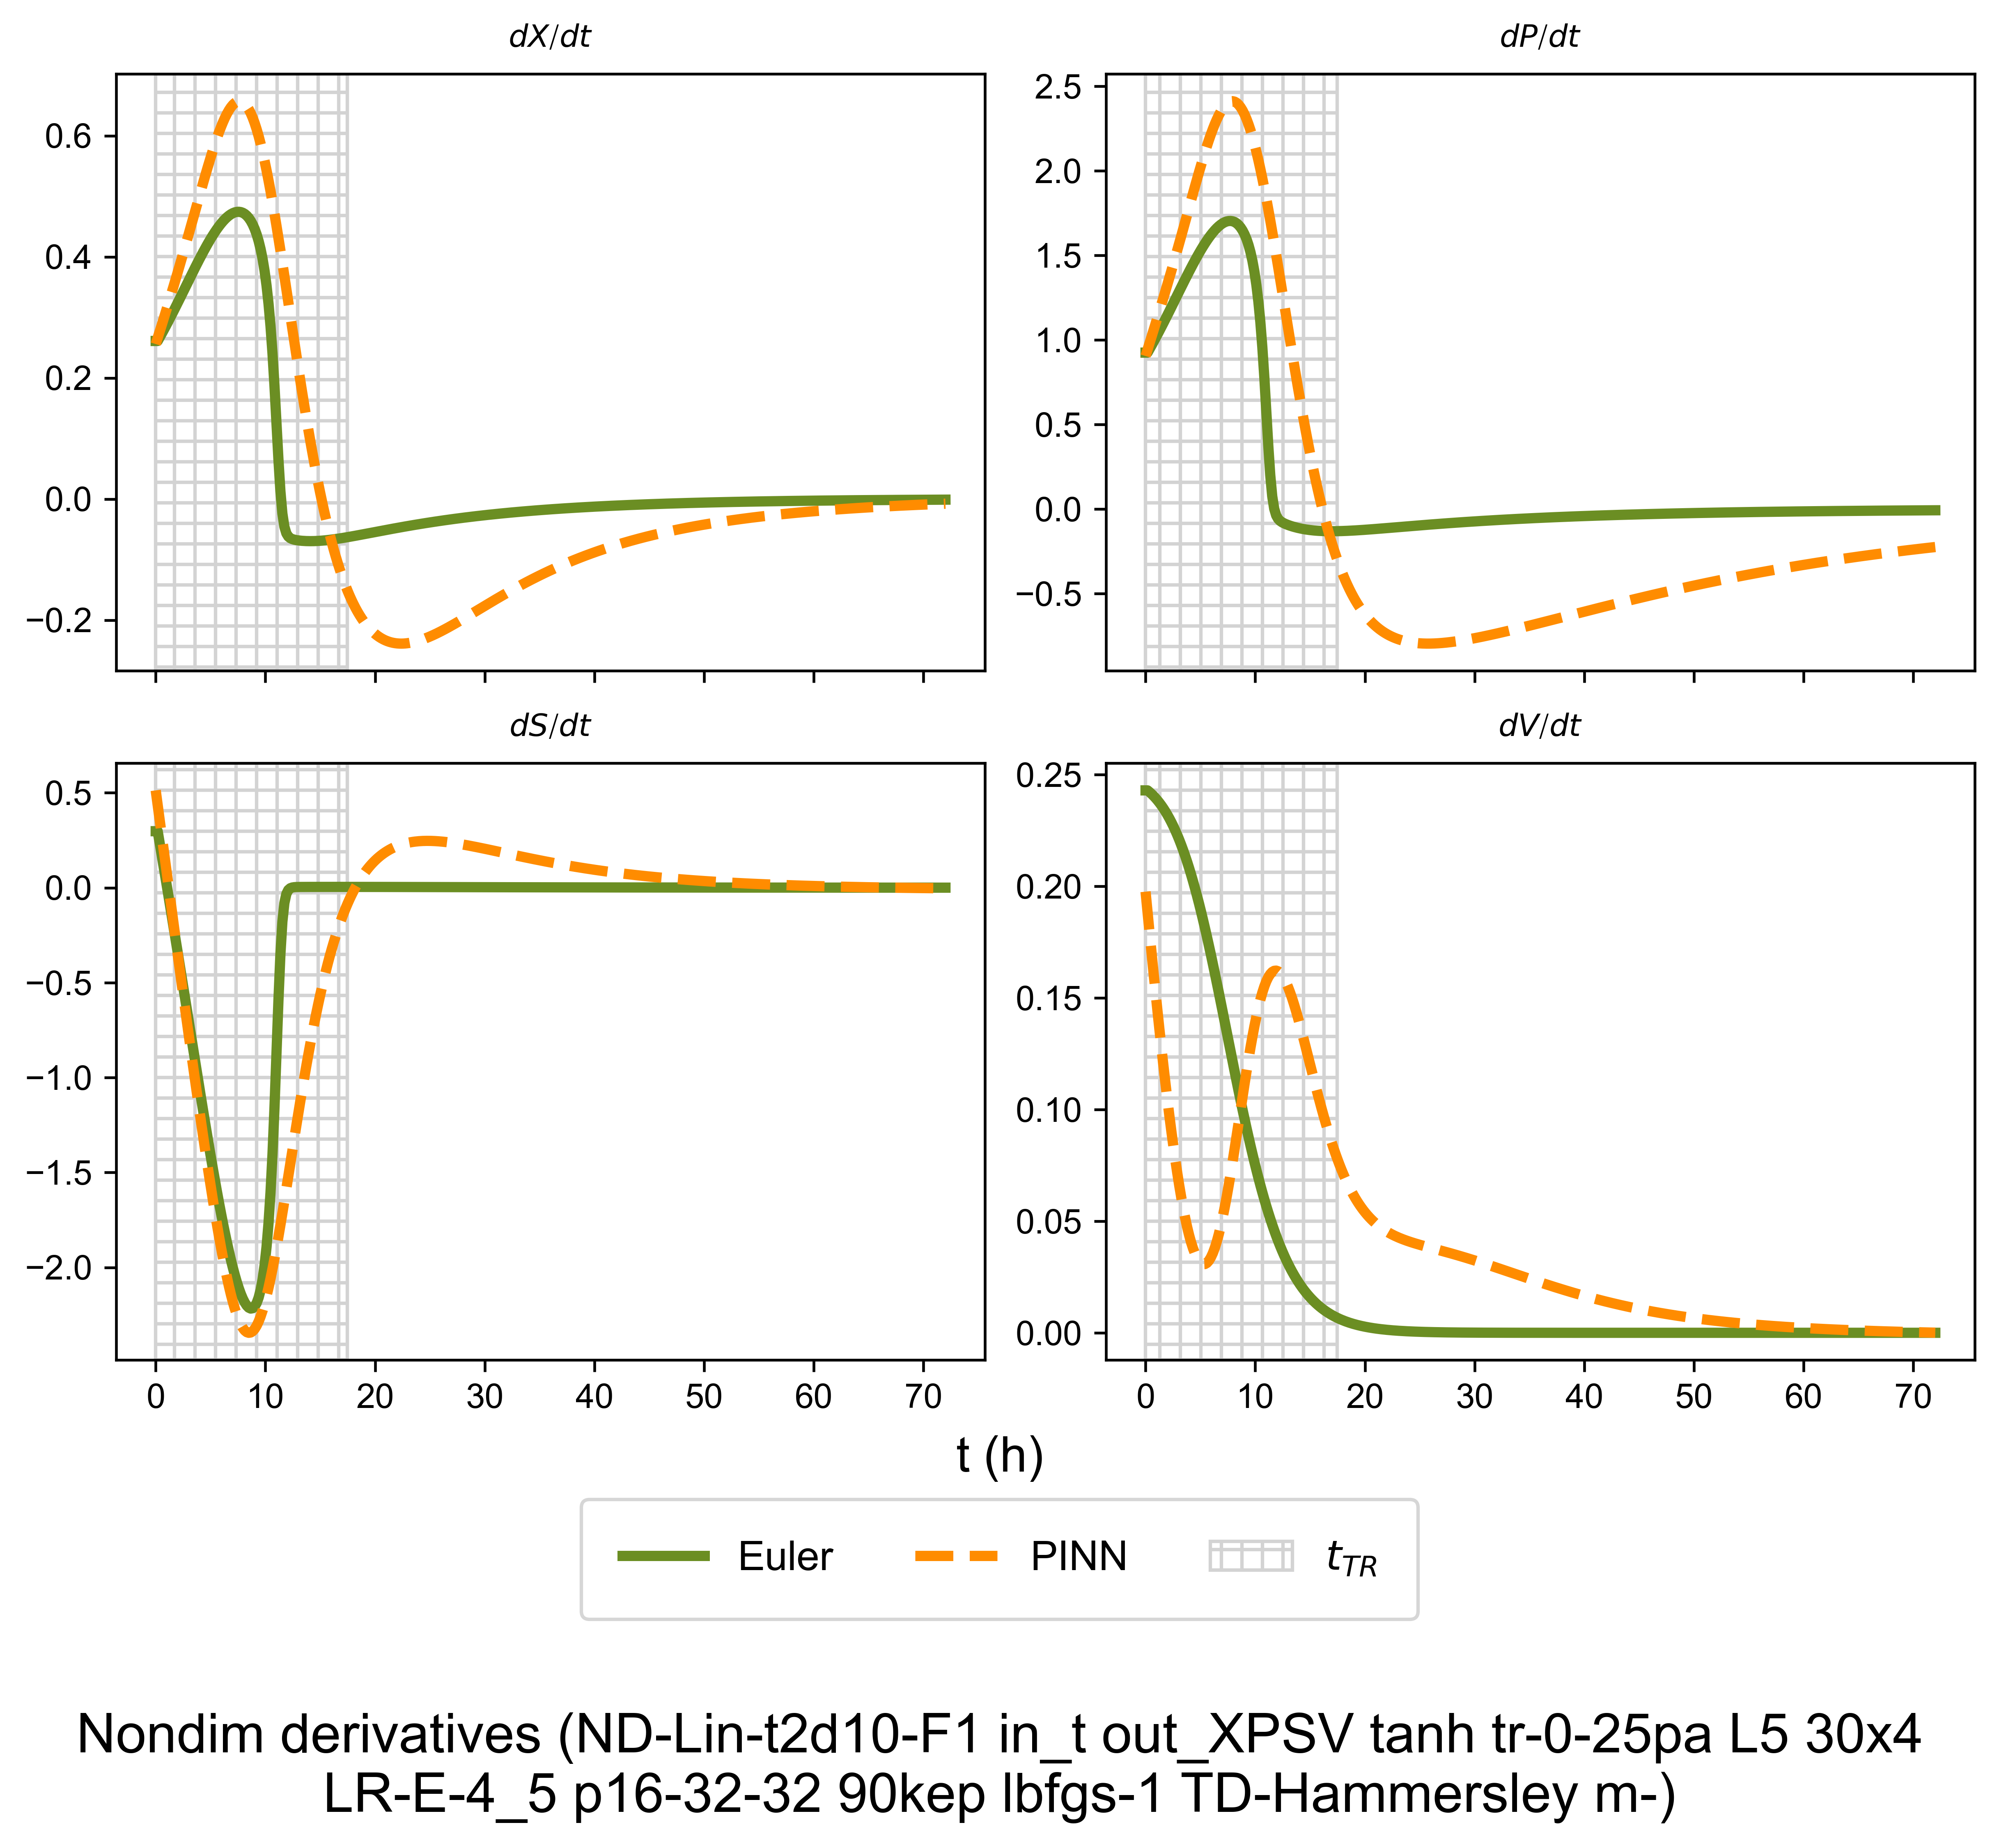 dX/dt
dP/dt
0.6
0.4
0.2
0.0
−0.2
2.5
2.0
1.5
1.0
0.5
0.0
−0.5
dS/dt
dV/dt
0.5
0.0
−0.5
−1.0
−1.5
−2.0
0 10 20 30 40 50 60 70
0.25
0.20
0.15
0.10
0.05
0.00
0 10 20 30 40 50 60 70
t (h)
Euler PINN t_TR
Nondim derivatives (ND-Lin-t2d10-F1 in_t out_XPSV tanh tr-0-25pa L5 30x4
LR-E-4_5 p16-32-32 90kep lbfgs-1 TD-Hammersley m-)